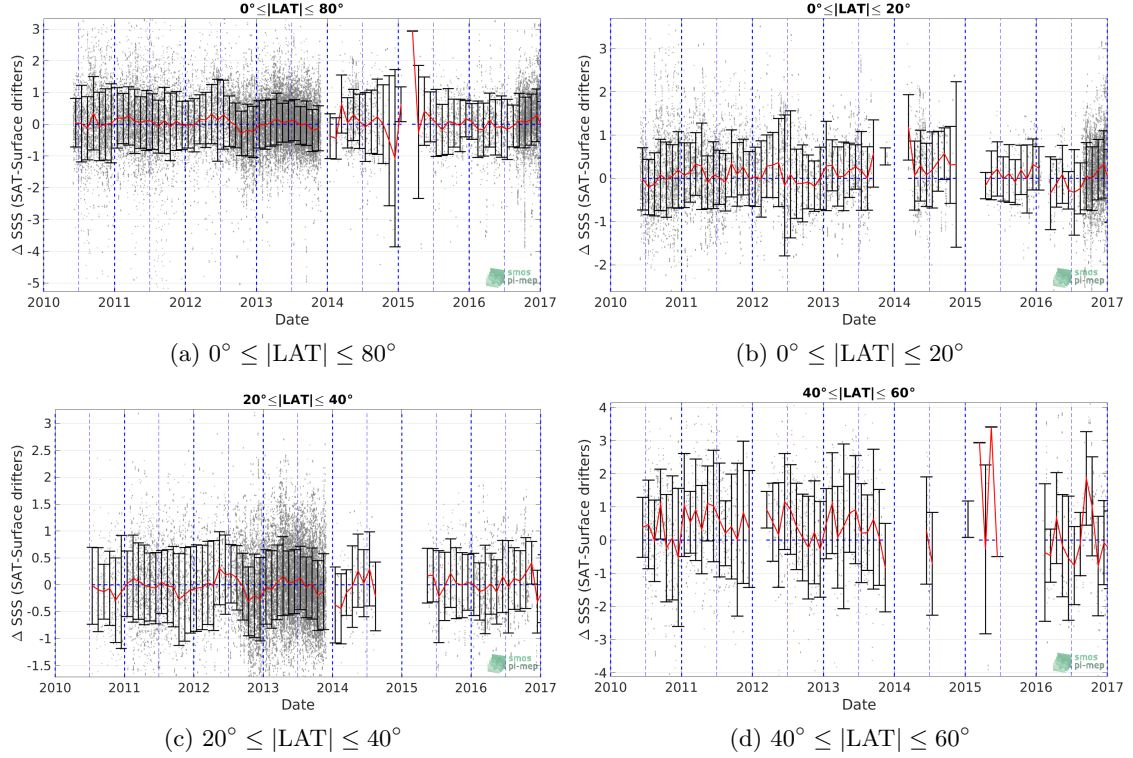 0°≤|LAT|≤ 80°
Δ SSS (SAT-Surface drifters)
3
2
1
0
-1
-2
-3
-4
-5
2010 2011 2012 2013 2014 2015 2016 2017
Date
smos
pi-mep
(a) 0° ≤ |LAT| ≤ 80°
0°≤|LAT|≤ 20°
Δ SSS (SAT-Surface drifters)
3
2
1
0
-1
-2
2010 2011 2012 2013 2014 2015 2016 2017
Date
smos
pi-mep
(b) 0° ≤ |LAT| ≤ 20°
20°≤|LAT|≤ 40°
Δ SSS (SAT-Surface drifters)
3
2.5
2
1.5
1
0.5
0
-0.5
-1
-1.5
2010 2011 2012 2013 2014 2015 2016 2017
Date
smos
pi-mep
(c) 20° ≤ |LAT| ≤ 40°
40°≤|LAT|≤ 60°
Δ SSS (SAT-Surface drifters)
4
3
2
1
0
-1
-2
-3
-4
2010 2011 2012 2013 2014 2015 2016 2017
Date
smos
pi-mep
(d) 40° ≤ |LAT| ≤ 60°